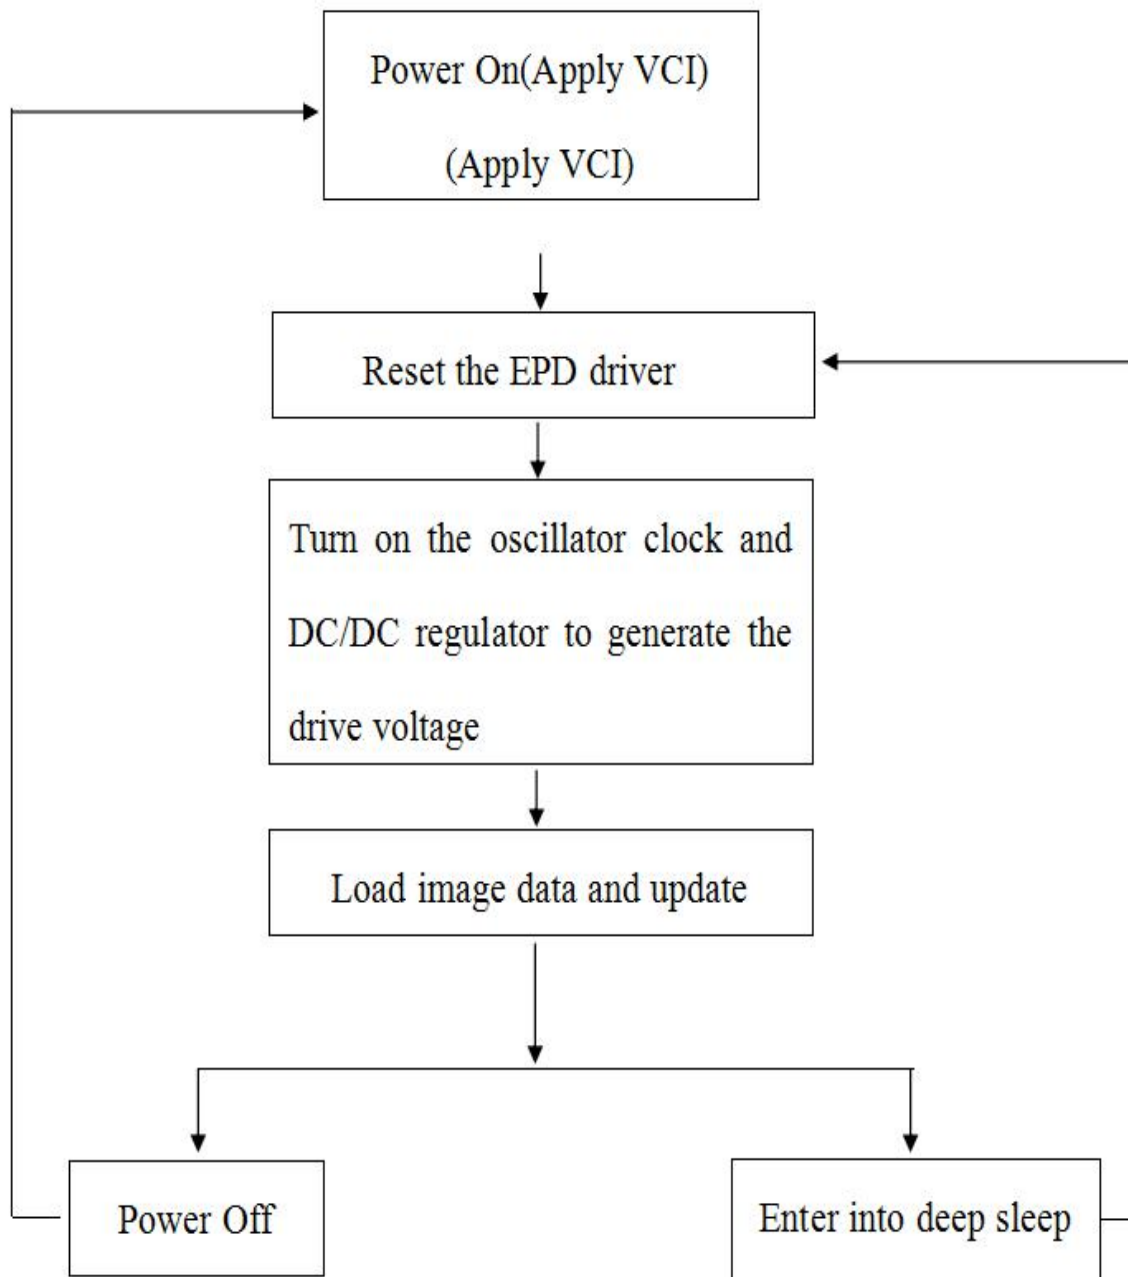 Power On(Apply VCI)
(Apply VCI)
Reset the EPD driver
Turn on the oscillator clock and
DC/DC regulator to generate the
drive voltage
Load image data and update
Power Off
Enter into deep sleep